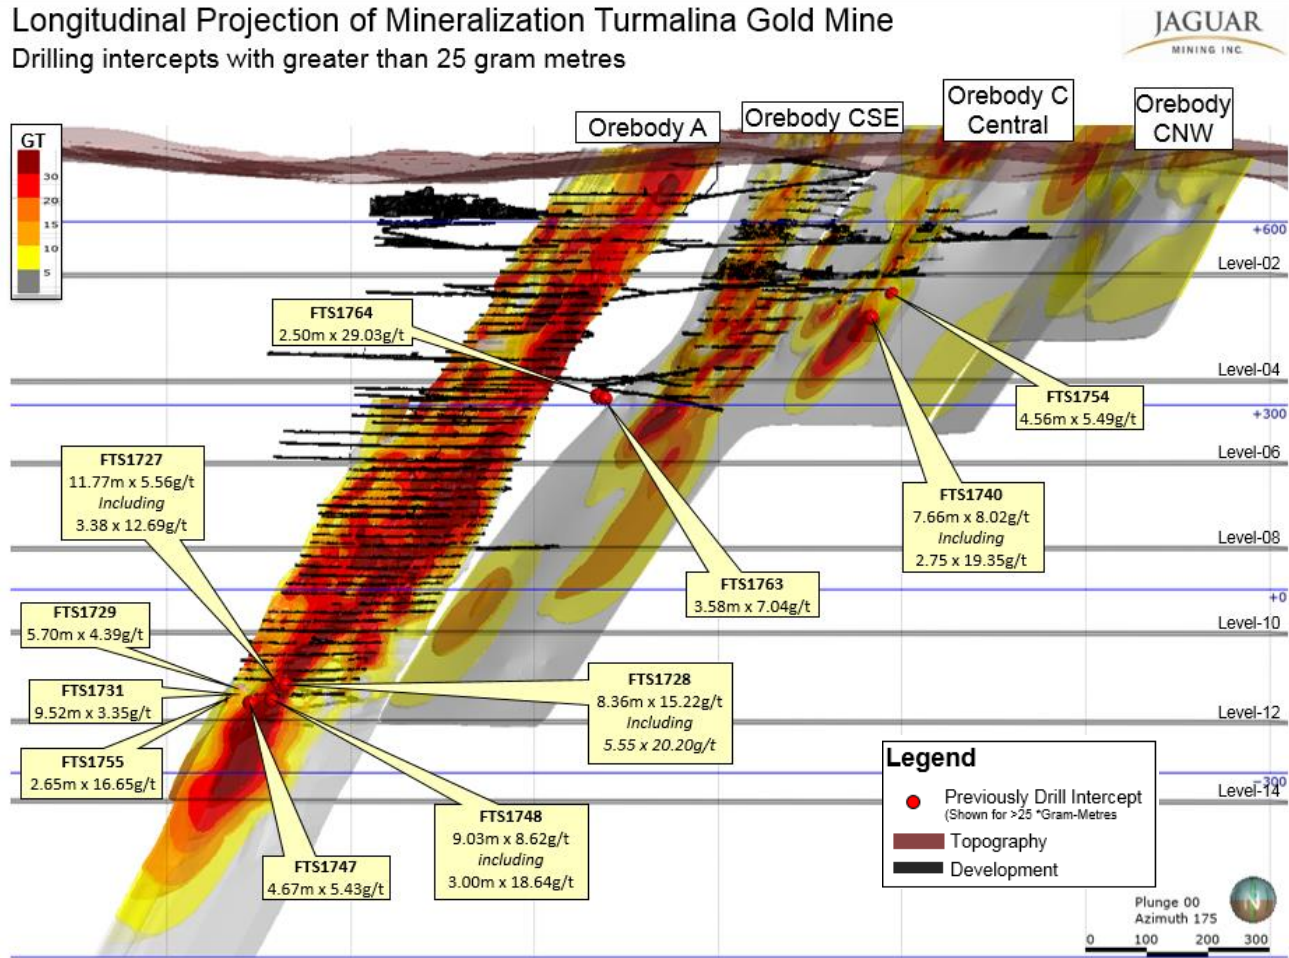 Longitudinal Projection of Mineralization Turmalina Gold Mine
Drilling intercepts with greater than 25 gram metres
JAGUAR
MINING INC.
Orebody A
Orebody CSE
Orebody C
Central
Orebody
CNW
GT
30
20
15
10
5
+600
Level-02
FTS1764
2.50m x 29.03g/t
Level-04
FTS1754
4.56m x 5.49g/t
+300
Level-06
FTS1727
11.77m x 5.56g/t
Including
3.38 x 12.69g/t
FTS1740
7.66m x 8.02g/t
Including
2.75 x 19.35g/t
Level-08
FTS1763
3.58m x 7.04g/t
+0
FTS1729
5.70m x 4.39g/t
Level-10
FTS1731
9.52m x 3.35g/t
FTS1728
8.36m x 15.22g/t
Including
5.55 x 20.20g/t
Level-12
FTS1755
2.65m x 16.65g/t
-300
Level-14
FTS1748
9.03m x 8.62g/t
including
3.00m x 18.64g/t
FTS1747
4.67m x 5.43g/t
Legend
Previously Drill Intercept
(Shown for >25 *Gram-Metres
Topography
Development
Plunge 00
Azimuth 175
N
0 100 200 300